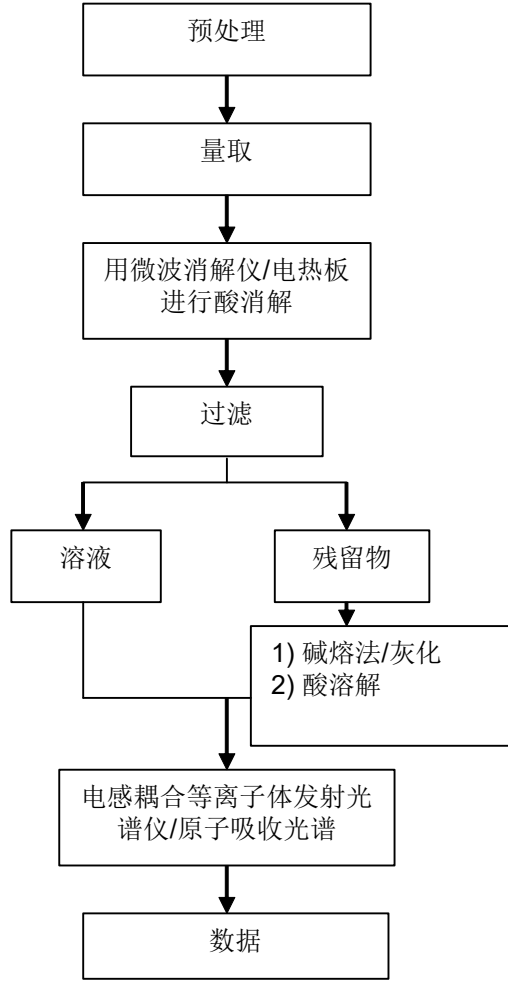 预处理
量取
用微波消解仪/电热板
进行酸消解
过滤
溶液
残留物
1) 碱熔法/灰化
2) 酸溶解
电感耦合等离子体发射光
谱仪/原子吸收光谱
数据